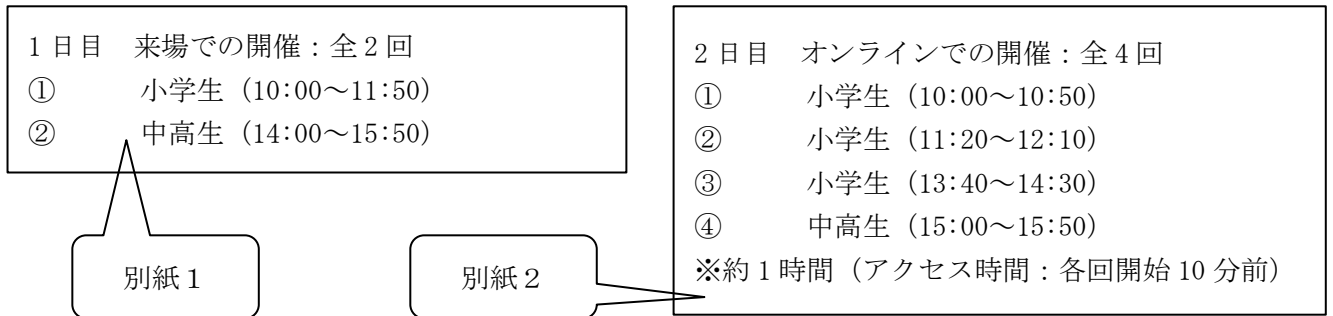 1日目　来場での開催：全2回
①　　　小学生（10:00～11:50）
②　　　中高生（14:00～15:50）
別紙１
2日目　オンラインでの開催：全4回
①　　　小学生（10:00～10:50）
②　　　小学生（11:20～12:10）
③　　　小学生（13:40～14:30）
④　　　中高生（15:00～15:50）
※約1時間（アクセス時間：各回開始10分前）
別紙２